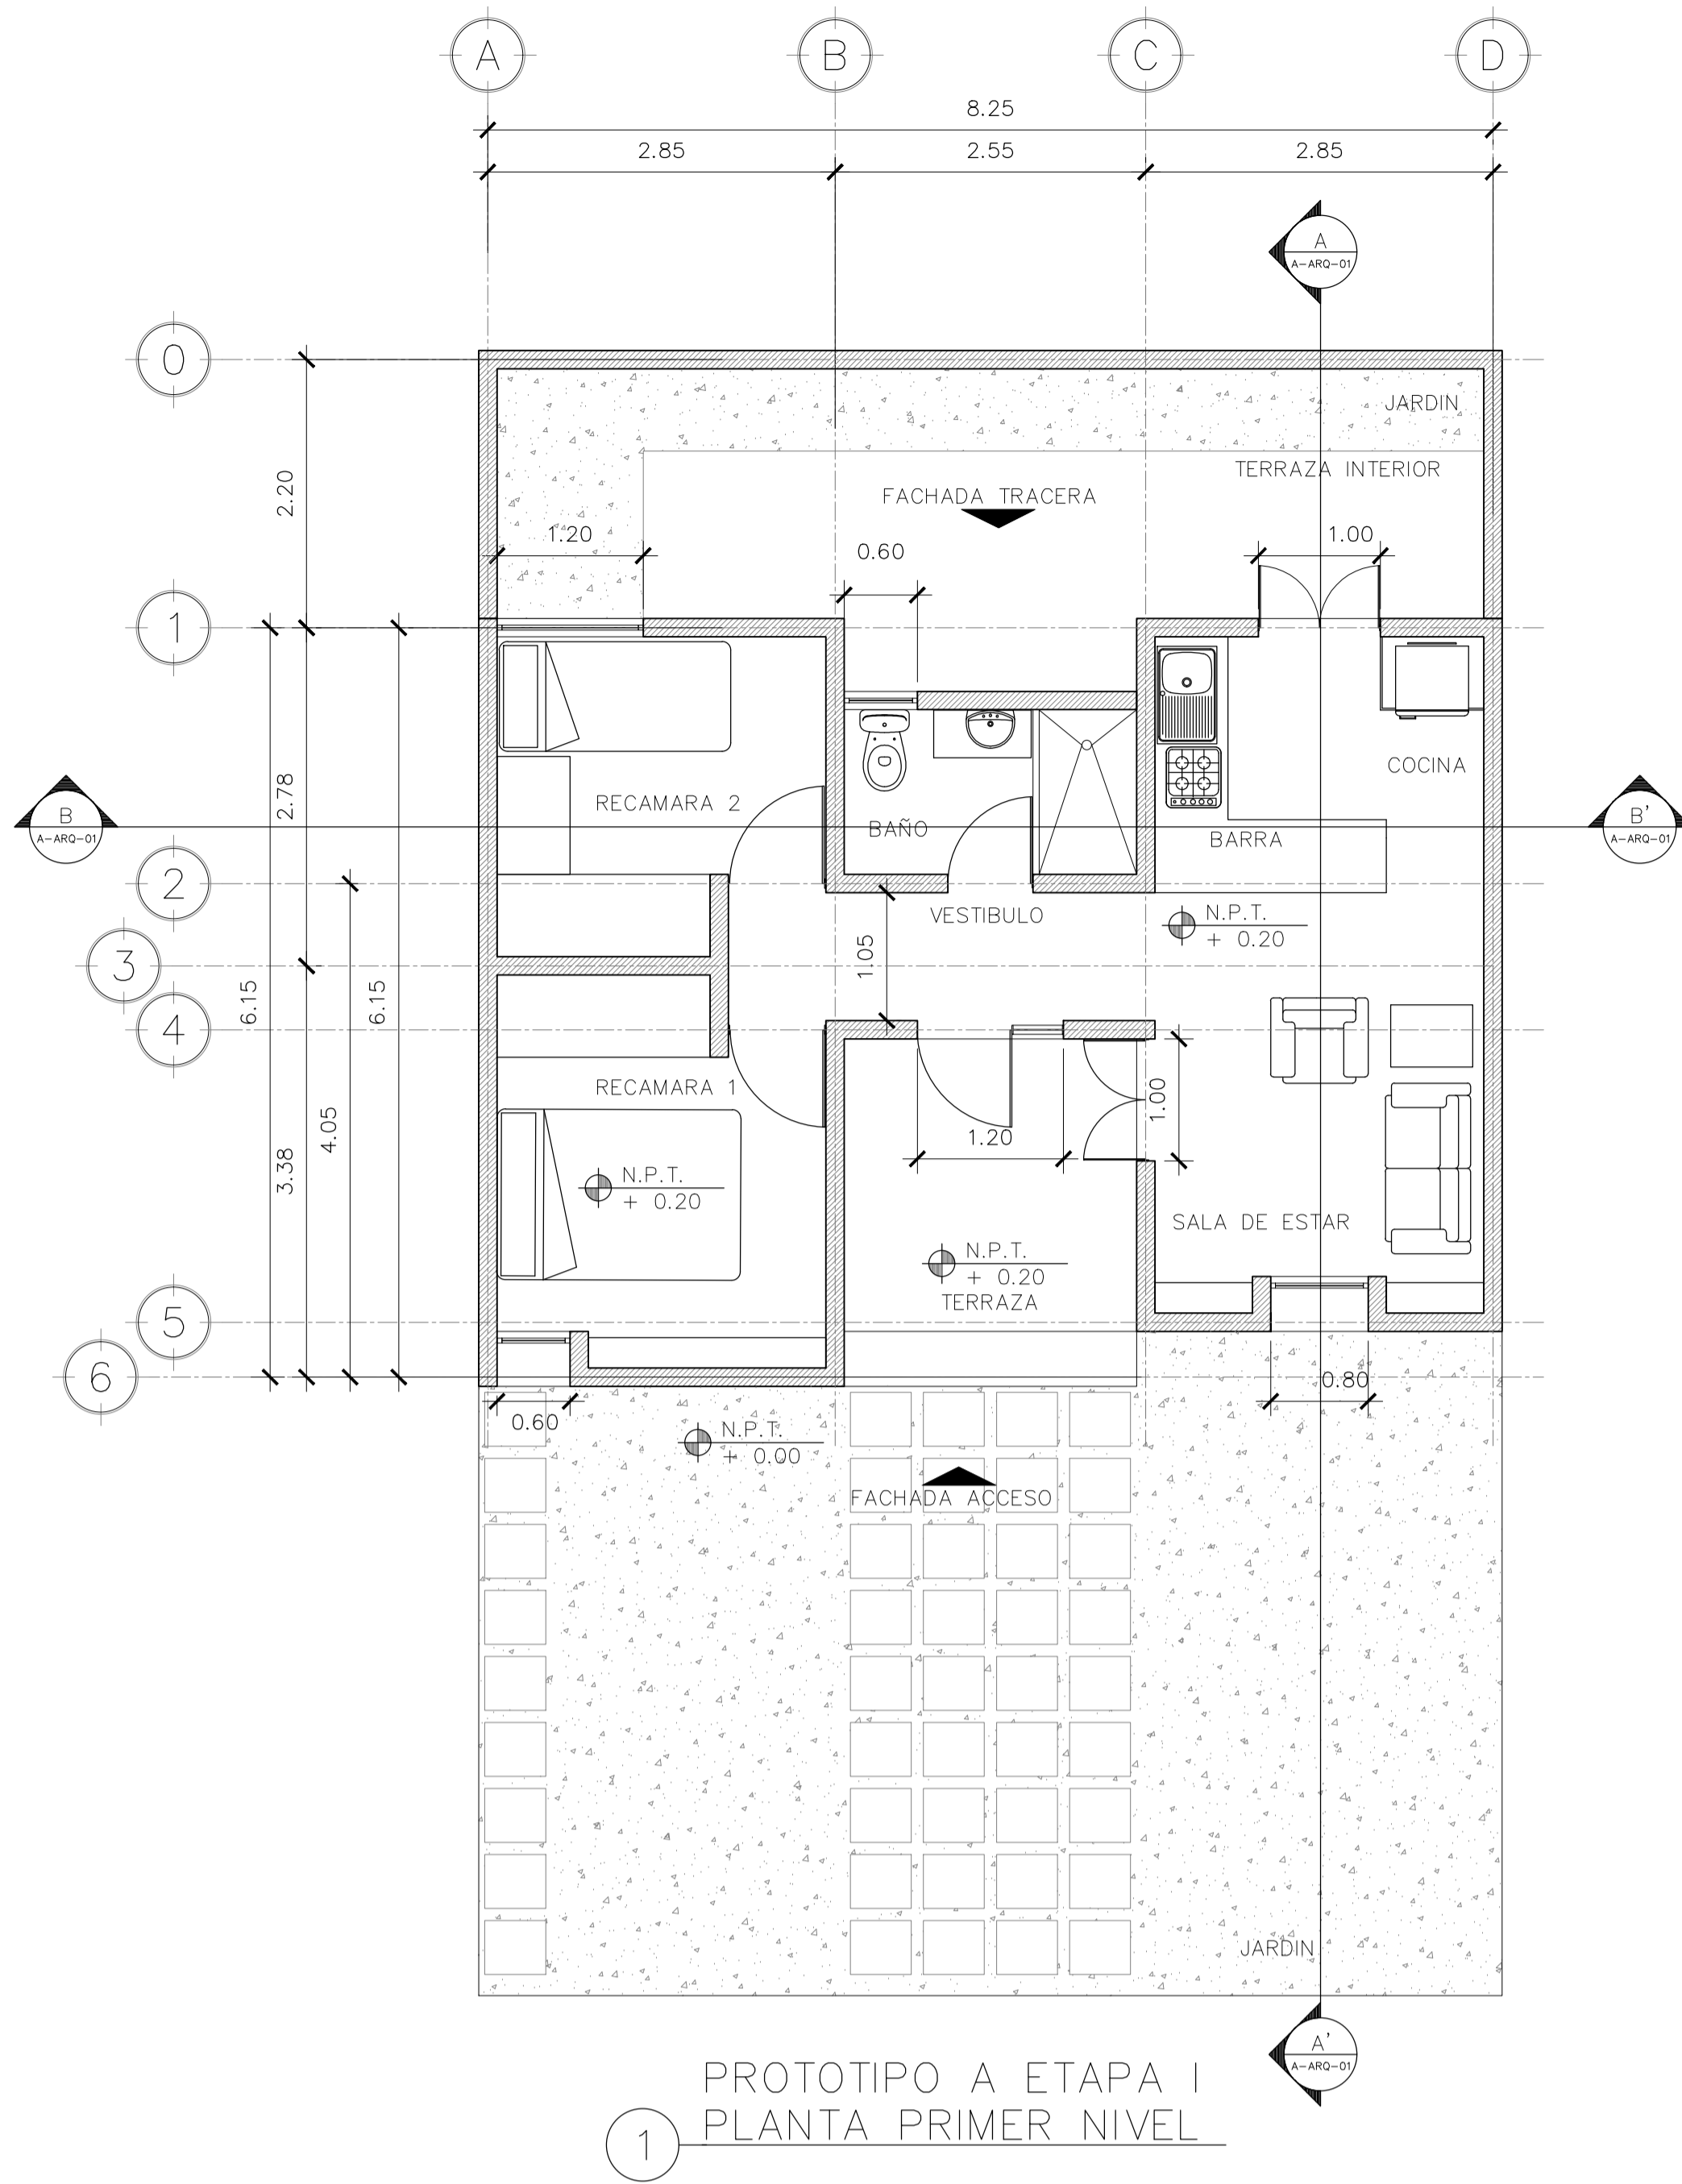 A
B
C
D
8.25
2.85
2.55
2.85
A
A-ARQ-01
0
JARDIN
TERRAZA INTERIOR
2.20
FACHADA TRACERA
1.20
0.60
1.00
1
COCINA
2.78
RECAMARA 2
B
A-ARQ-01
BAÑO
BARRA
B'
A-ARQ-01
2
VESTIBULO
N.P.T.
+ 0.20
1.05
3
6.15
6.15
4
RECAMARA 1
1.00
4.05
1.20
3.38
N.P.T.
+ 0.20
SALA DE ESTAR
N.P.T.
+ 0.20
TERRAZA
5
6
0.80
0.60
N.P.T.
+ 0.00
FACHADA ACCESO
JARDIN
A'
A-ARQ-01
PROTOTIPO A ETAPA I
PLANTA PRIMER NIVEL
1